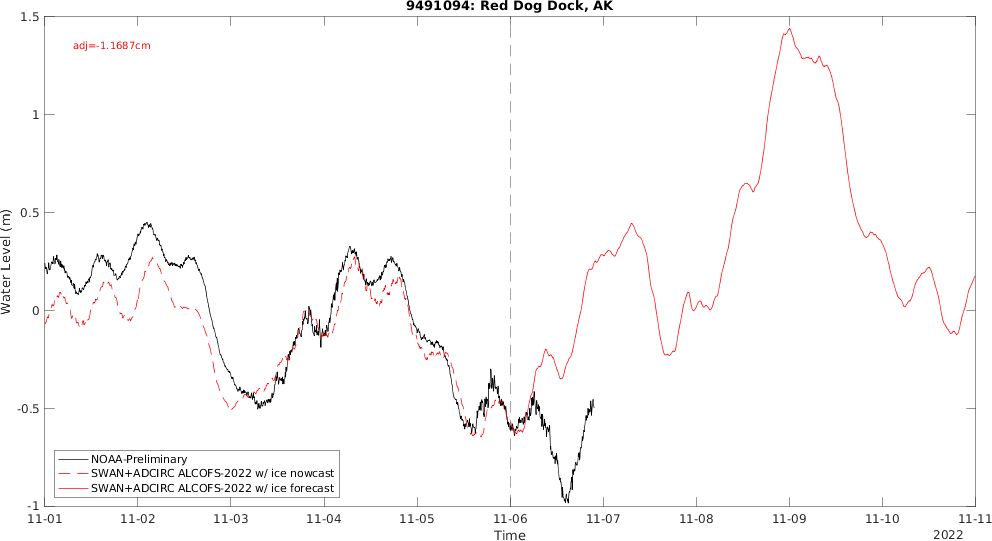 9491094: Red Dog Dock, AK
adj=-1.1687cm
Water Level (m)
1.5
1
0.5
0
-0.5
-1
NOAA-Preliminary
SWAN+ADCIRC ALCOFS-2022 w/ ice nowcast
SWAN+ADCIRC ALCOFS-2022 w/ ice forecast
11-01 11-02 11-03 11-04 11-05 11-06 11-07 11-08 11-09 11-10 11-11
Time
2022